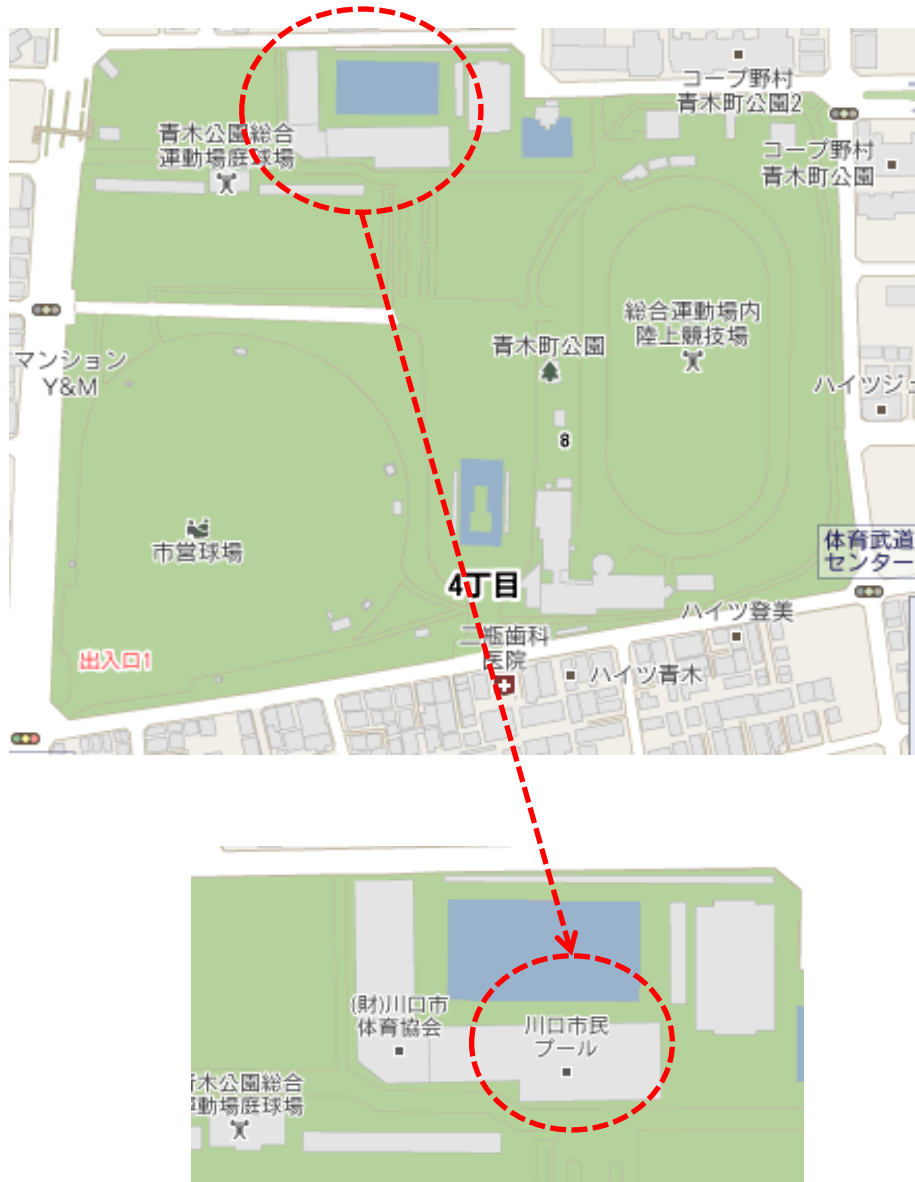 コープ野村
青木町公園2
青木公園総合
運動場庭球場
コープ野村
青木町公園
総合運動場内
陸上競技場
青木町公園
マンション
Y&M
ハイツジェ
8
市営球場
体育武道
センター
4丁目
ハイツ登美
二瓶歯科
医院
出入口1
ハイツ青木
(財)川口市
体育協会
川口市民
プール
青木公園総合
運動場庭球場